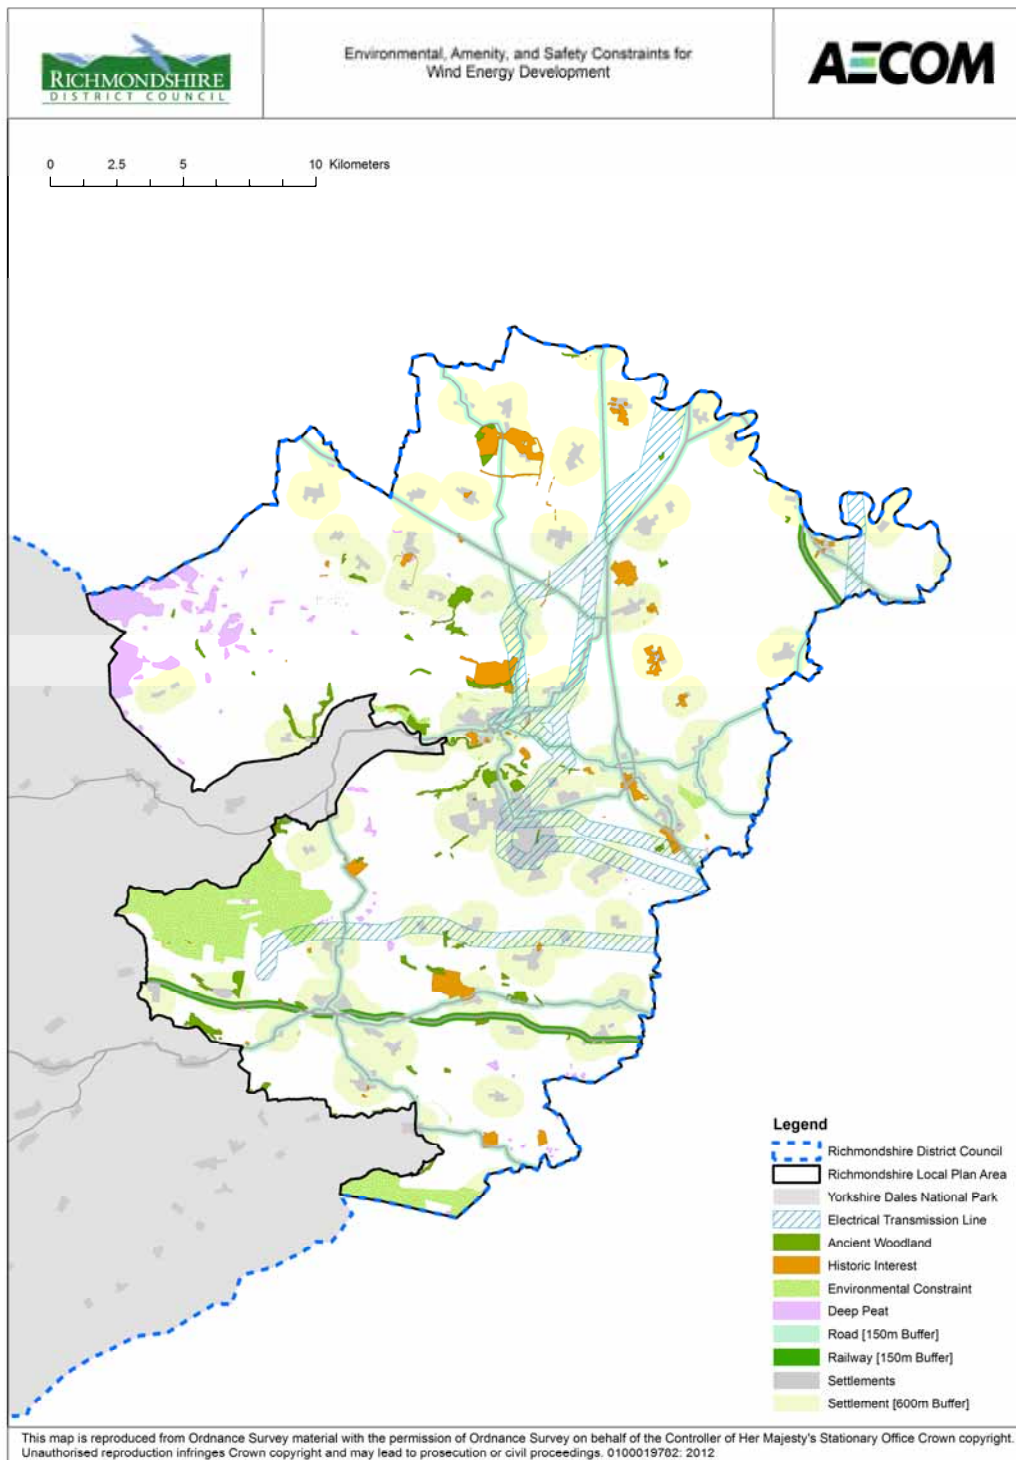 RICHMONDSHIRE
DISTRICT COUNCIL
Environmental, Amenity, and Safety Constraints for
Wind Energy Development
AECOM
0 2.5 5 10 Kilometers
Legend
Richmondshire District Council
Richmondshire Local Plan Area
Yorkshire Dales National Park
Electrical Transmission Line
Ancient Woodland
Historic Interest
Environmental Constraint
Deep Peat
Road [150m Buffer]
Railway [150m Buffer]
Settlements
Settlement [600m Buffer]
This map is reproduced from Ordnance Survey material with the permission of Ordnance Survey on behalf of the Controller of Her Majesty's Stationary Office Crown copyright.
Unauthorised reproduction infringes Crown copyright and may lead to prosecution or civil proceedings. 0100019762: 2012